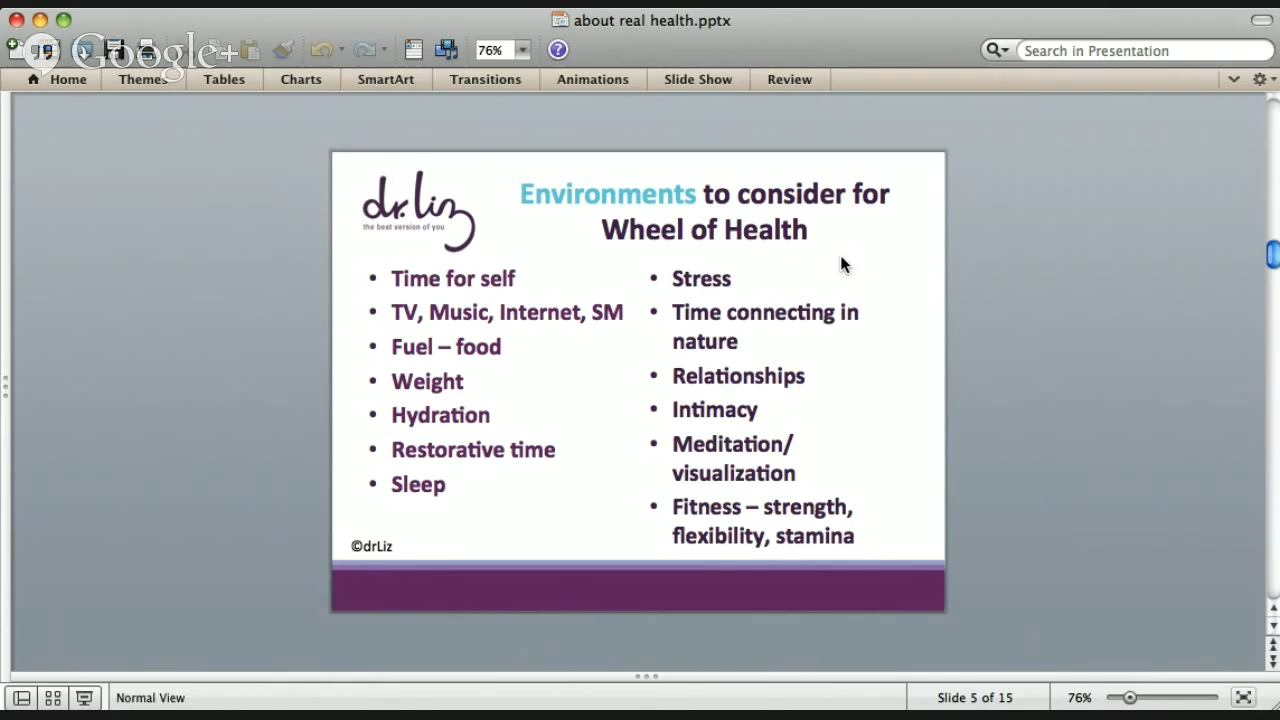 about real health.pptx
Google+
76%
Search in Presentation
Home Themes Tables Charts SmartArt Transitions Animations Slide Show Review
dr.liz
the best version of you
Environments to consider for
Wheel of Health
• Time for self
• TV, Music, Internet, SM
• Fuel – food
• Weight
• Hydration
• Restorative time
• Sleep
• Stress
• Time connecting in
nature
• Relationships
• Intimacy
• Meditation/
visualization
• Fitness – strength,
flexibility, stamina
©drLiz
Normal View
Slide 5 of 15
76%